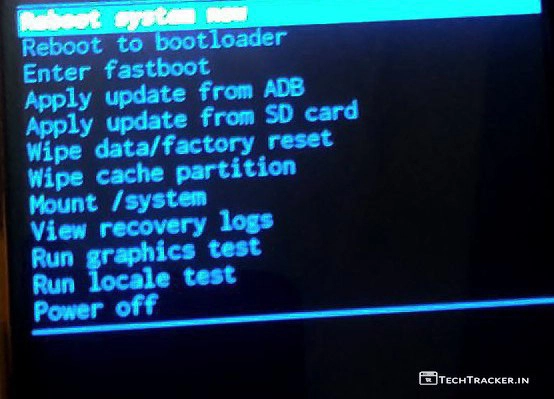 Reboot system now
Reboot to bootloader
Enter fastboot
Apply update from ADB
Apply update from SD card
Wipe data/factory reset
Wipe cache partition
Mount /system
View recovery logs
Run graphics test
Run locale test
Power off
TECHTRACKER.IN